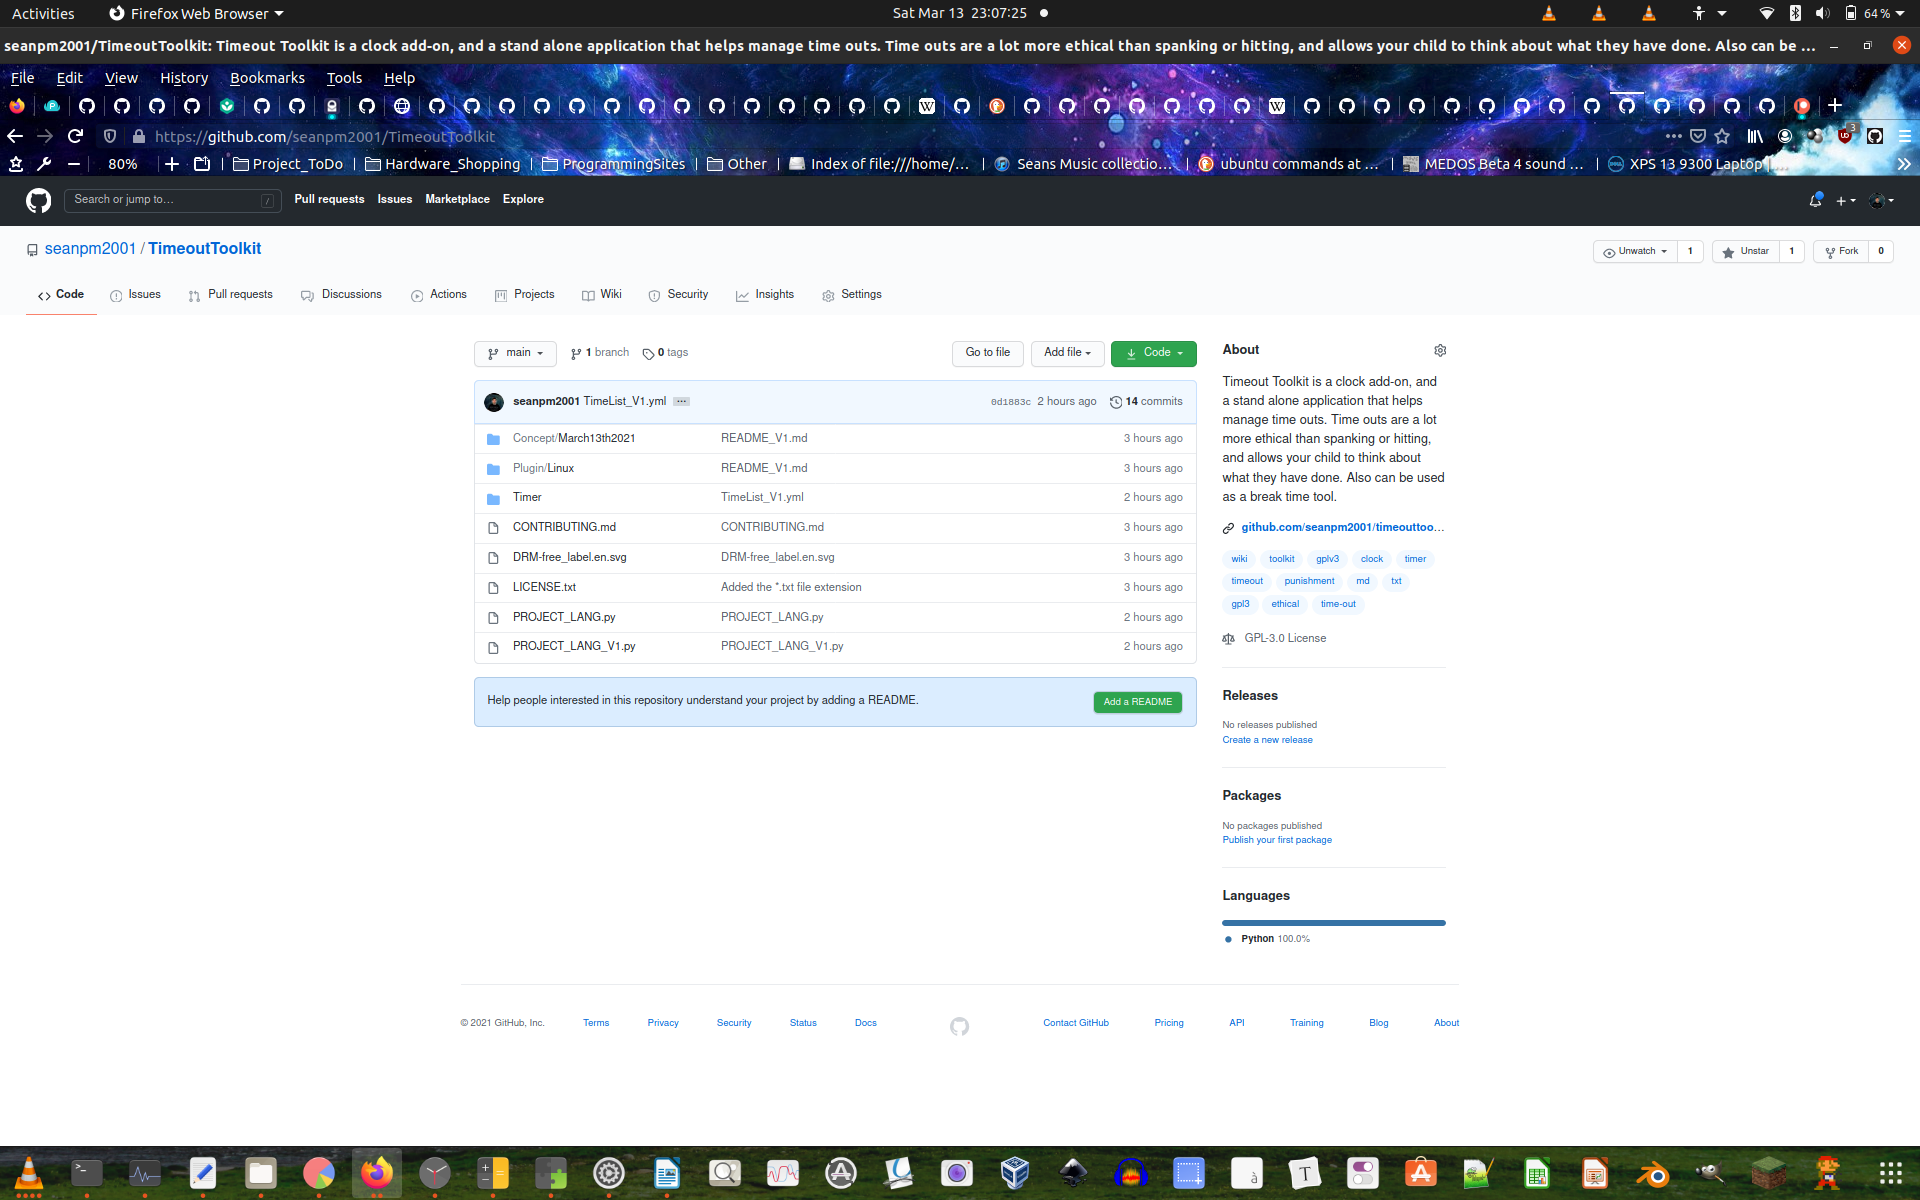 Activities
Firefox Web Browser
Sat Mar 13 23:07:25
64 %
seanpm2001/TimeoutToolkit: Timeout Toolkit is a clock add-on, and a stand alone application that helps manage time outs. Time outs are a lot more ethical than spanking or hitting, and allows your child to think about what they have done. Also can be ...
File Edit View History Bookmarks Tools Help
https://github.com/seanpm2001/TimeoutToolkit
3
80%
Project_ToDo
Hardware_Shopping
ProgrammingSites
Other
Index of file:///home/...
Seans Music collectio...
ubuntu commands at ...
MEDOS Beta 4 sound ...
XPS 13 9300 Laptop
Search or jump to...
/
Pull requests
Issues
Marketplace
Explore
seanpm2001 / TimeoutToolkit
Unwatch 1
Unstar 1
Fork 0
Code
Issues
Pull requests
Discussions
Actions
Projects
Wiki
Security
Insights
Settings
main
1 branch
0 tags
Go to file
Add file
Code
seanpm2001 TimeList_V1.yml ...
0d1883c 2 hours ago
14 commits
Concept/March13th2021 README_V1.md 3 hours ago
Plugin/Linux README_V1.md 3 hours ago
Timer TimeList_V1.yml 2 hours ago
CONTRIBUTING.md CONTRIBUTING.md 3 hours ago
DRM-free_label.en.svg DRM-free_label.en.svg 3 hours ago
LICENSE.txt Added the *.txt file extension 3 hours ago
PROJECT_LANG.py PROJECT_LANG.py 2 hours ago
PROJECT_LANG_V1.py PROJECT_LANG_V1.py 2 hours ago
Help people interested in this repository understand your project by adding a README.
Add a README
About
Timeout Toolkit is a clock add-on, and
a stand alone application that helps
manage time outs. Time outs are a lot
more ethical than spanking or hitting,
and allows your child to think about
what they have done. Also can be used
as a break time tool.
github.com/seanpm2001/timeouttoo...
wiki toolkit gplv3 clock timer
timeout punishment md txt
gpl3 ethical time-out
GPL-3.0 License
Releases
No releases published
Create a new release
Packages
No packages published
Publish your first package
Languages
Python 100.0%
© 2021 GitHub, Inc.
Terms
Privacy
Security
Status
Docs
Contact GitHub
Pricing
API
Training
Blog
About